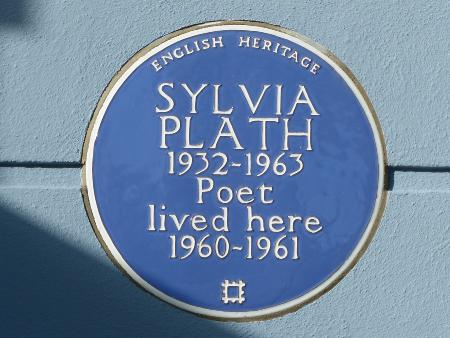 ENGLISH HERITAGE
SYLVIA
PLATH
1932-1963
Poet
lived here
1960-1961